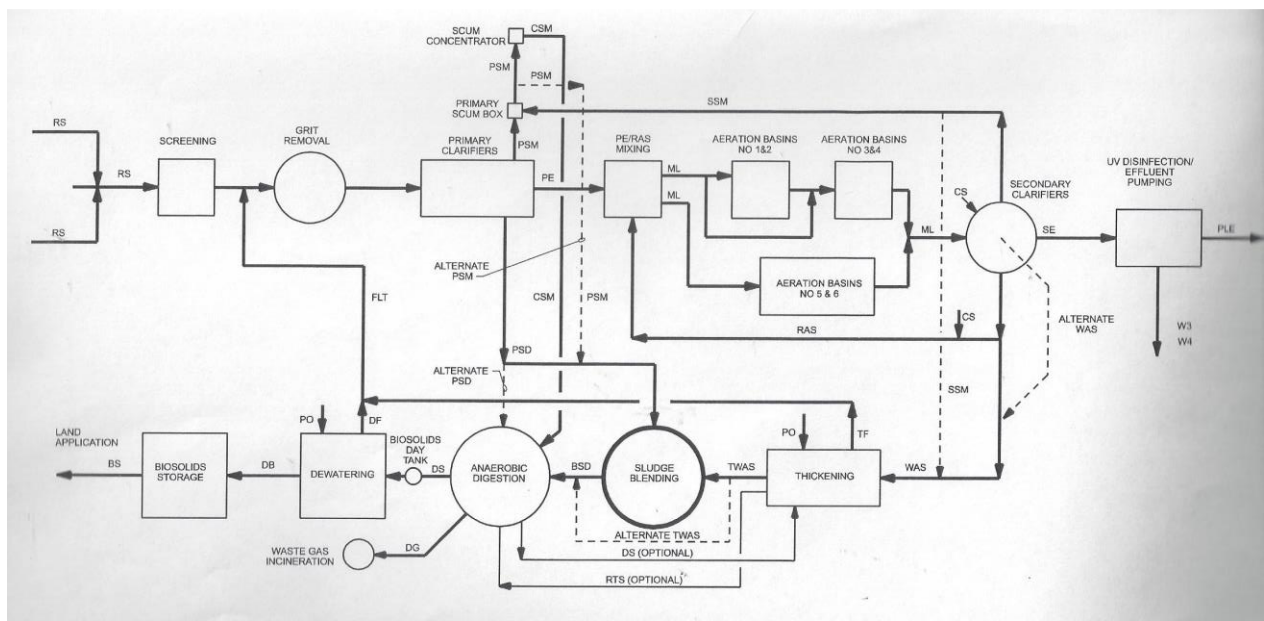 SCUM
CONCENTRATOR
CSM
PSM
PSM
PRIMARY
SCUM BOX
SSM
RS
SCREENING
GRIT
REMOVAL
PRIMARY
CLARIFIERS
PSM
PE/RAS
MIXING
AERATION BASINS
NO 1&2
AERATION BASINS
NO 3&4
UV DISINFECTION/
EFFLUENT
PUMPING
RS
PE
ML
ML
CS
SECONDARY
CLARIFIERS
RS
ML
SE
PLE
ALTERNATE
PSM
CSM
PSM
AERATION BASINS
NO 5 & 6
FLT
CS
RAS
ALTERNATE
WAS
W3
W4
PSD
ALTERNATE
PSD
SSM
PO
DF
PO
TF
LAND
APPLICATION
BS
BIOSOLIDS
STORAGE
DB
DEWATERING
BIOSOLIDS
DAY
TANK
DS
ANAEROBIC
DIGESTION
BSD
SLUDGE
BLENDING
TWAS
THICKENING
WAS
ALTERNATE TWAS
WASTE GAS
INCINERATION
DG
DS (OPTIONAL)
RTS (OPTIONAL)